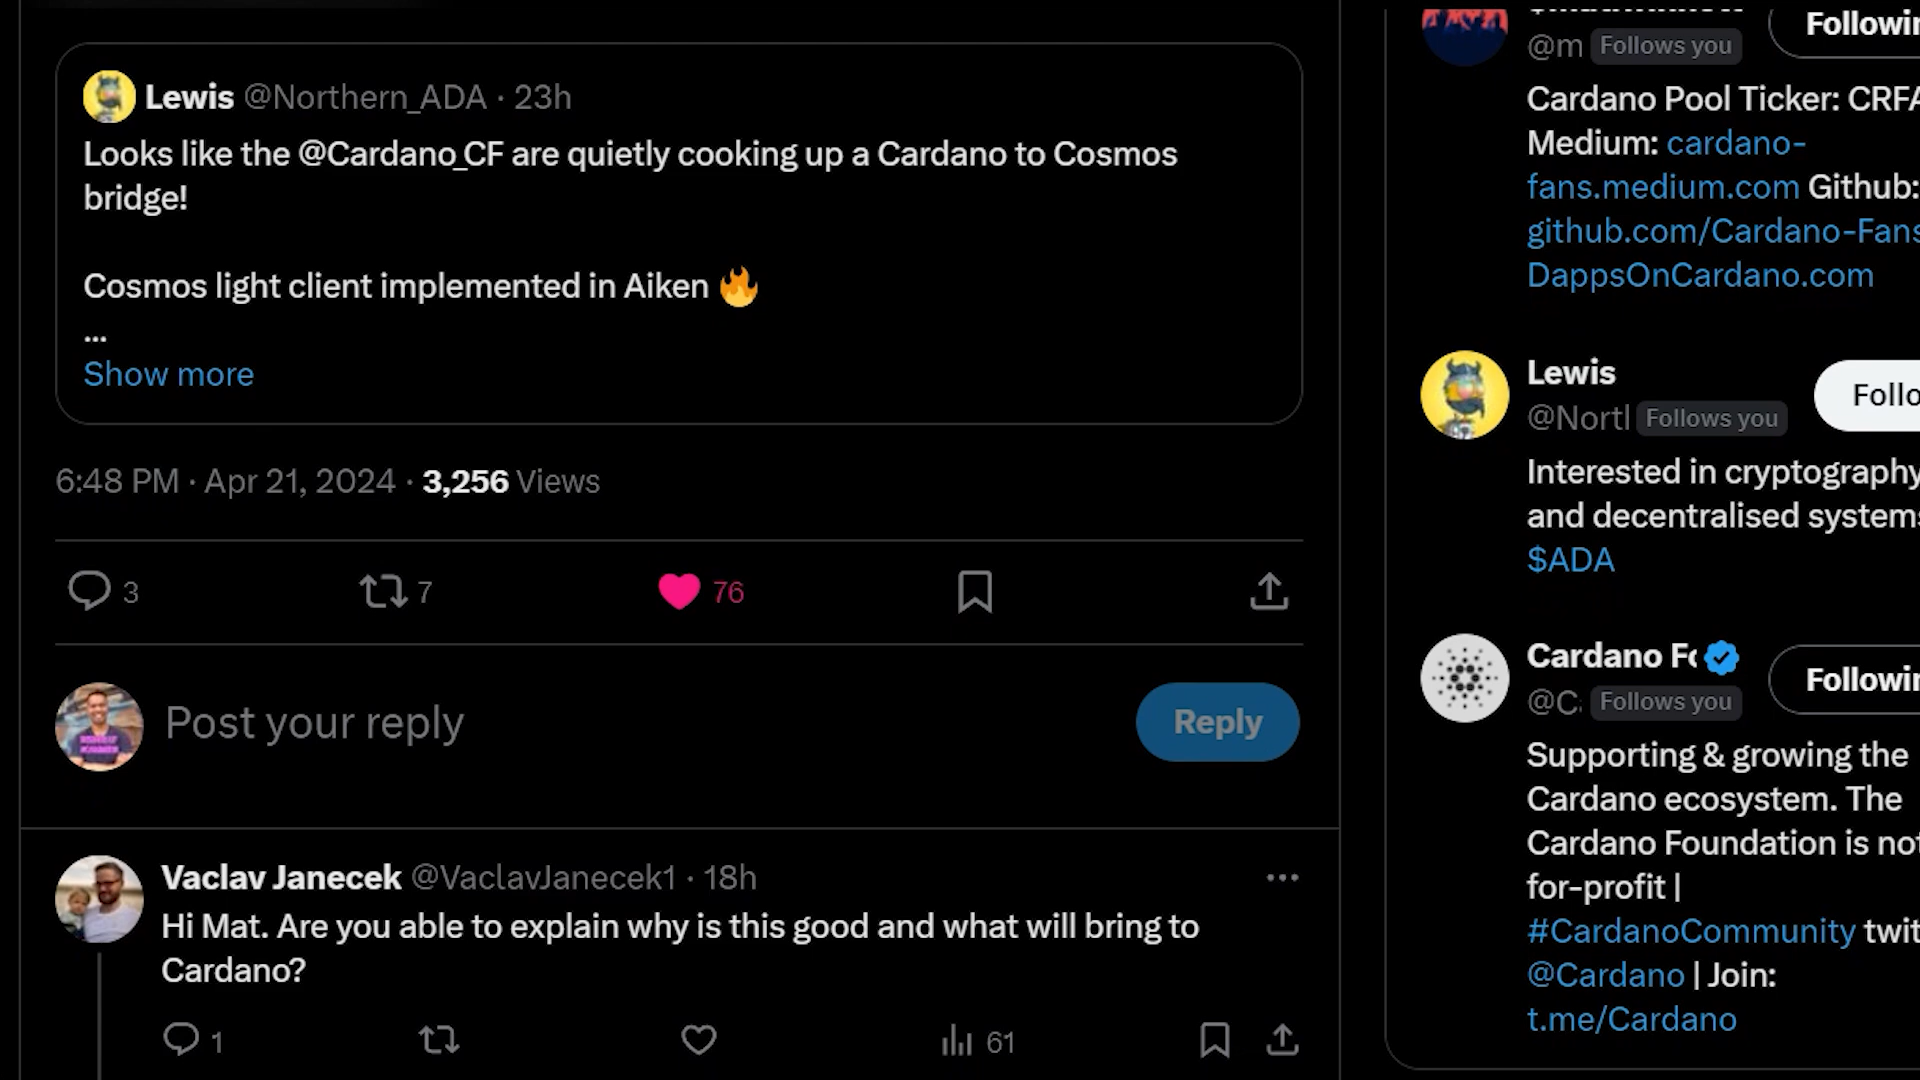 Lewis @Northern_ADA · 23h
Looks like the @Cardano_CF are quietly cooking up a Cardano to Cosmos
bridge!
Cosmos light client implemented in Aiken 🔥
...
Show more
6:48 PM · Apr 21, 2024 · 3,256 Views
3 7 76
Post your reply
Reply
Vaclav Janecek @VaclavJanecek1 · 18h
Hi Mat. Are you able to explain why is this good and what will bring to
Cardano?
1 61
@m Follows you
Followin
Cardano Pool Ticker: CRFA
Medium: cardano-
fans.medium.com Github:
github.com/Cardano-Fans
DappsOnCardano.com
Lewis
@Nortl Follows you
Follo
Interested in cryptography
and decentralised systems
$ADA
Cardano Fo
@C Follows you
Followin
Supporting & growing the
Cardano ecosystem. The
Cardano Foundation is not
for-profit |
#CardanoCommunity twit
@Cardano | Join:
t.me/Cardano